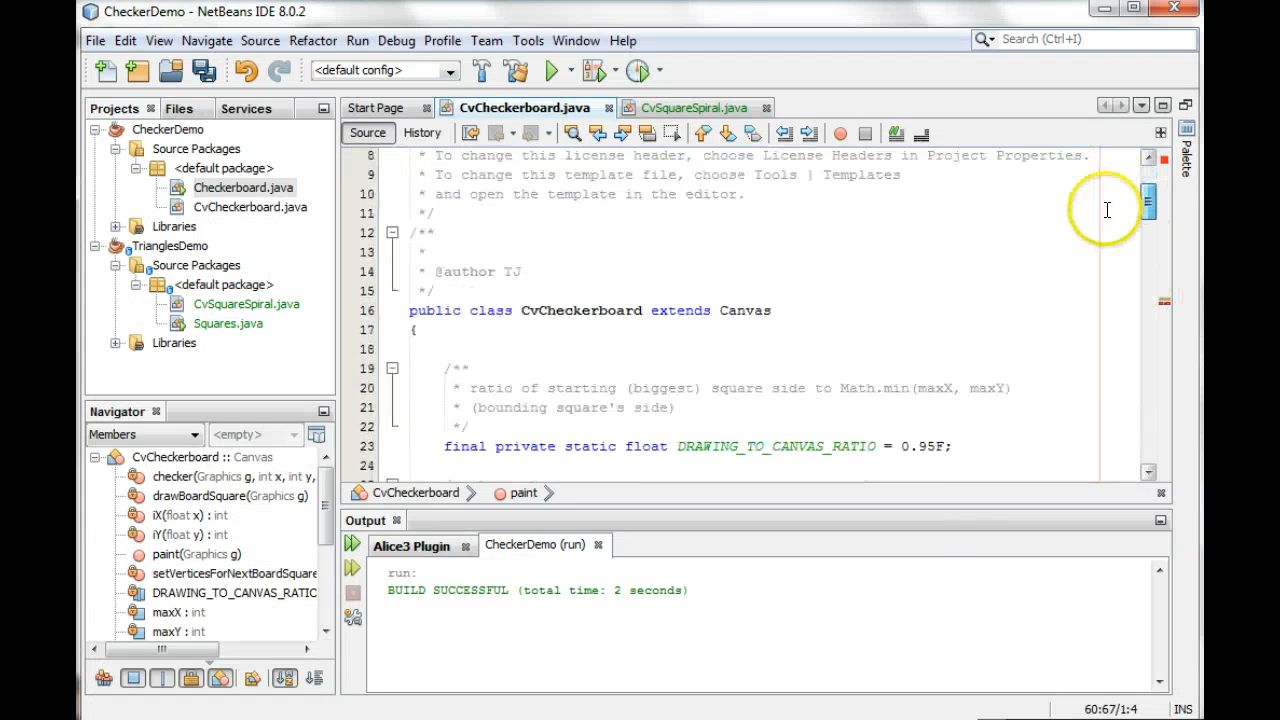 CheckerDemo - NetBeans IDE 8.0.2
File Edit View Navigate Source Refactor Run Debug Profile Team Tools Window Help
Search (Ctrl+I)
<default config>
Projects Files Services
CheckerDemo
Source Packages
<default package>
Checkerboard.java
CvCheckerboard.java
Libraries
TrianglesDemo
Source Packages
<default package>
CvSquareSpiral.java
Squares.java
Libraries
Navigator
Members <empty>
CvCheckerboard :: Canvas
checker(Graphics g, int x, int y,
drawBoardSquare(Graphics g)
iX(float x) : int
iY(float y) : int
paint(Graphics g)
setVerticesForNextBoardSquare
DRAWING_TO_CANVAS_RATIO
maxX : int
maxY : int
Start Page CvCheckerboard.java CvSquareSpiral.java
Source History
8 * To change this license header, choose License Headers in Project Properties.
9 * To change this template file, choose Tools | Templates
10 * and open the template in the editor.
11 */
12 /**
13 *
14 * @author TJ
15 */
16 public class CvCheckerboard extends Canvas
17 {
18
19 /**
20 * ratio of starting (biggest) square side to Math.min(maxX, maxY)
21 * (bounding square's side)
22 */
23 final private static float DRAWING_TO_CANVAS_RATIO = 0.95F;
24
CvCheckerboard paint
Palette
Output
Alice3 Plugin CheckerDemo (run)
run:
BUILD SUCCESSFUL (total time: 2 seconds)
60:67/1:4 INS